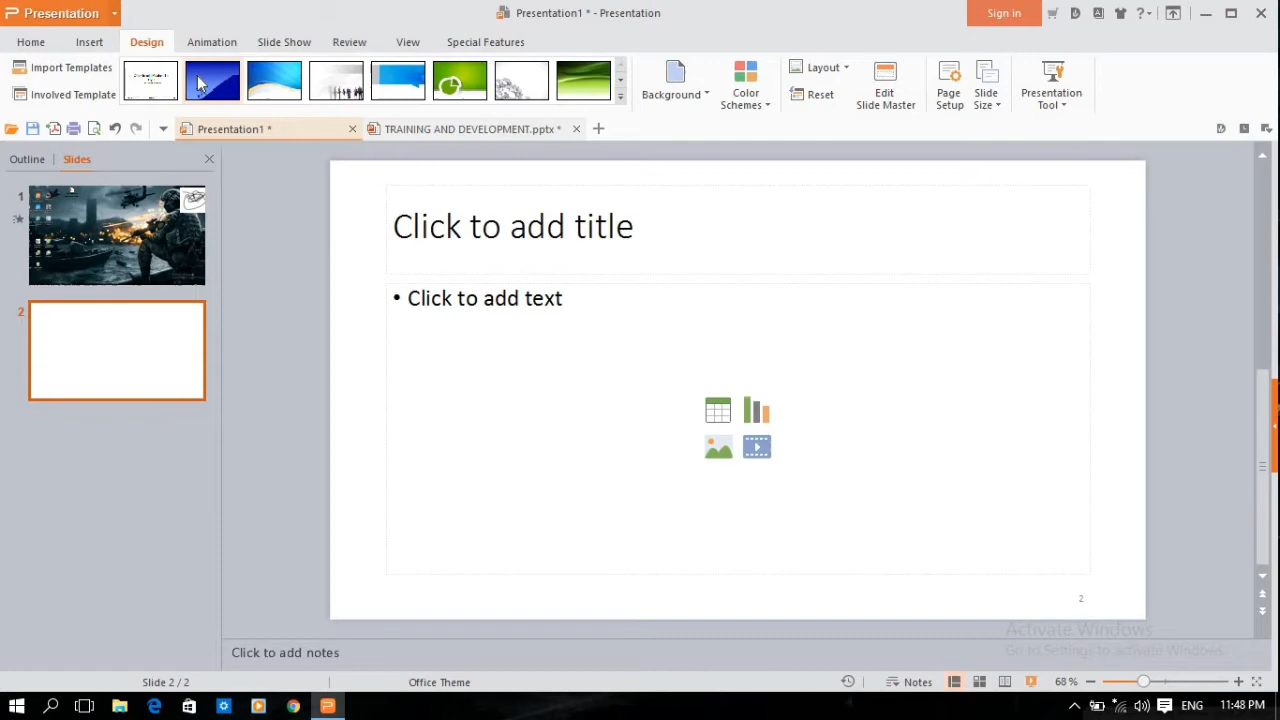 Presentation
Presentation1 * - Presentation
Sign in
Home
Insert
Design
Animation
Slide Show
Review
View
Special Features
Import Templates
Involved Template
Background
Color
Schemes
Layout
Reset
Edit
Slide Master
Page
Setup
Slide
Size
Presentation
Tool
Presentation1 *
TRAINING AND DEVELOPMENT.pptx *
Outline
Slides
1
2
Click to add title
• Click to add text
2
Activate Windows
Go to Settings to activate Windows.
Click to add notes
Slide 2 / 2
Office Theme
Notes
68 %
ENG
11:48 PM